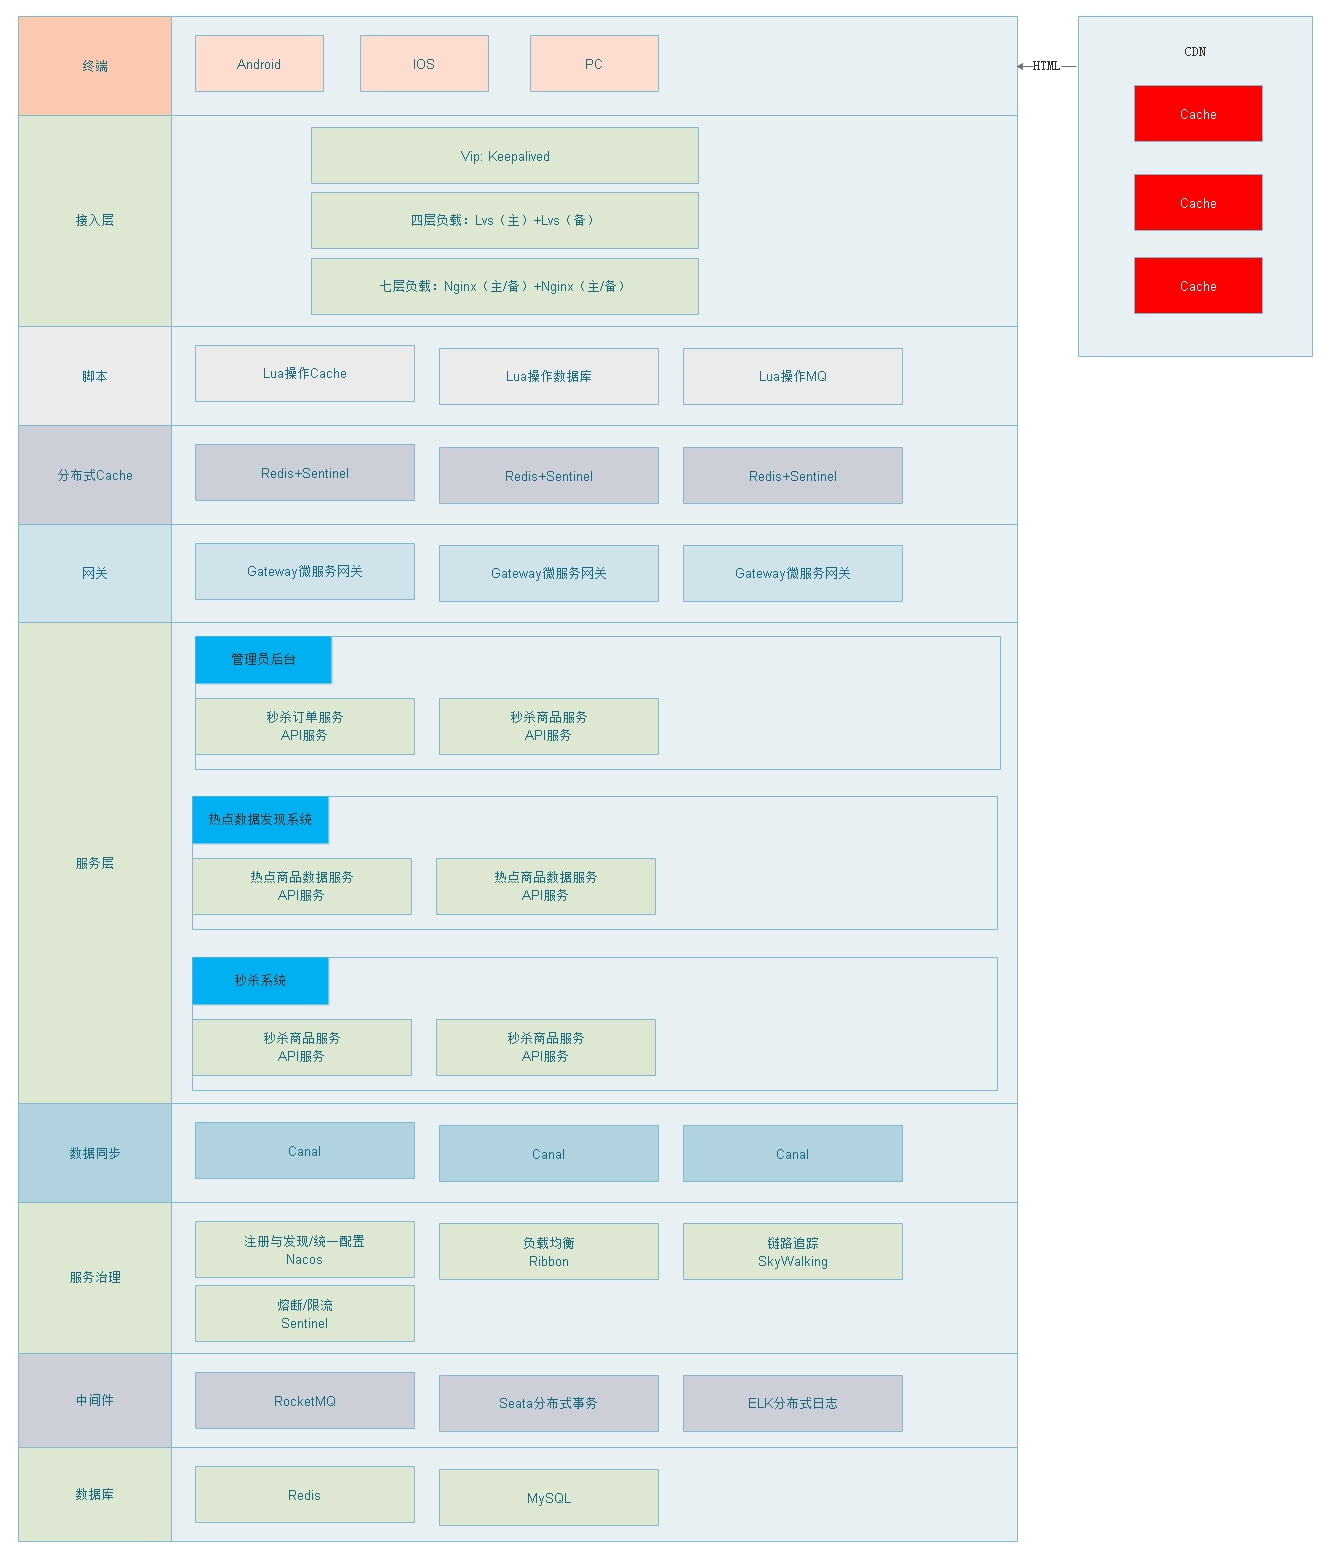 终端
Android
IOS
PC
HTML
CDN
Cache
Cache
Cache
接入层
Vip: Keepalived
四层负载：Lvs（主）+Lvs（备）
七层负载：Nginx（主/备）+Nginx（主/备）
脚本
Lua操作Cache
Lua操作数据库
Lua操作MQ
分布式Cache
Redis+Sentinel
Redis+Sentinel
Redis+Sentinel
网关
Gateway微服务网关
Gateway微服务网关
Gateway微服务网关
服务层
管理员后台
秒杀订单服务
API服务
秒杀商品服务
API服务
热点数据发现系统
热点商品数据服务
API服务
热点商品数据服务
API服务
秒杀系统
秒杀商品服务
API服务
秒杀商品服务
API服务
数据同步
Canal
Canal
Canal
服务治理
注册与发现/统一配置
Nacos
负载均衡
Ribbon
链路追踪
SkyWalking
熔断/限流
Sentinel
中间件
RocketMQ
Seata分布式事务
ELK分布式日志
数据库
Redis
MySQL